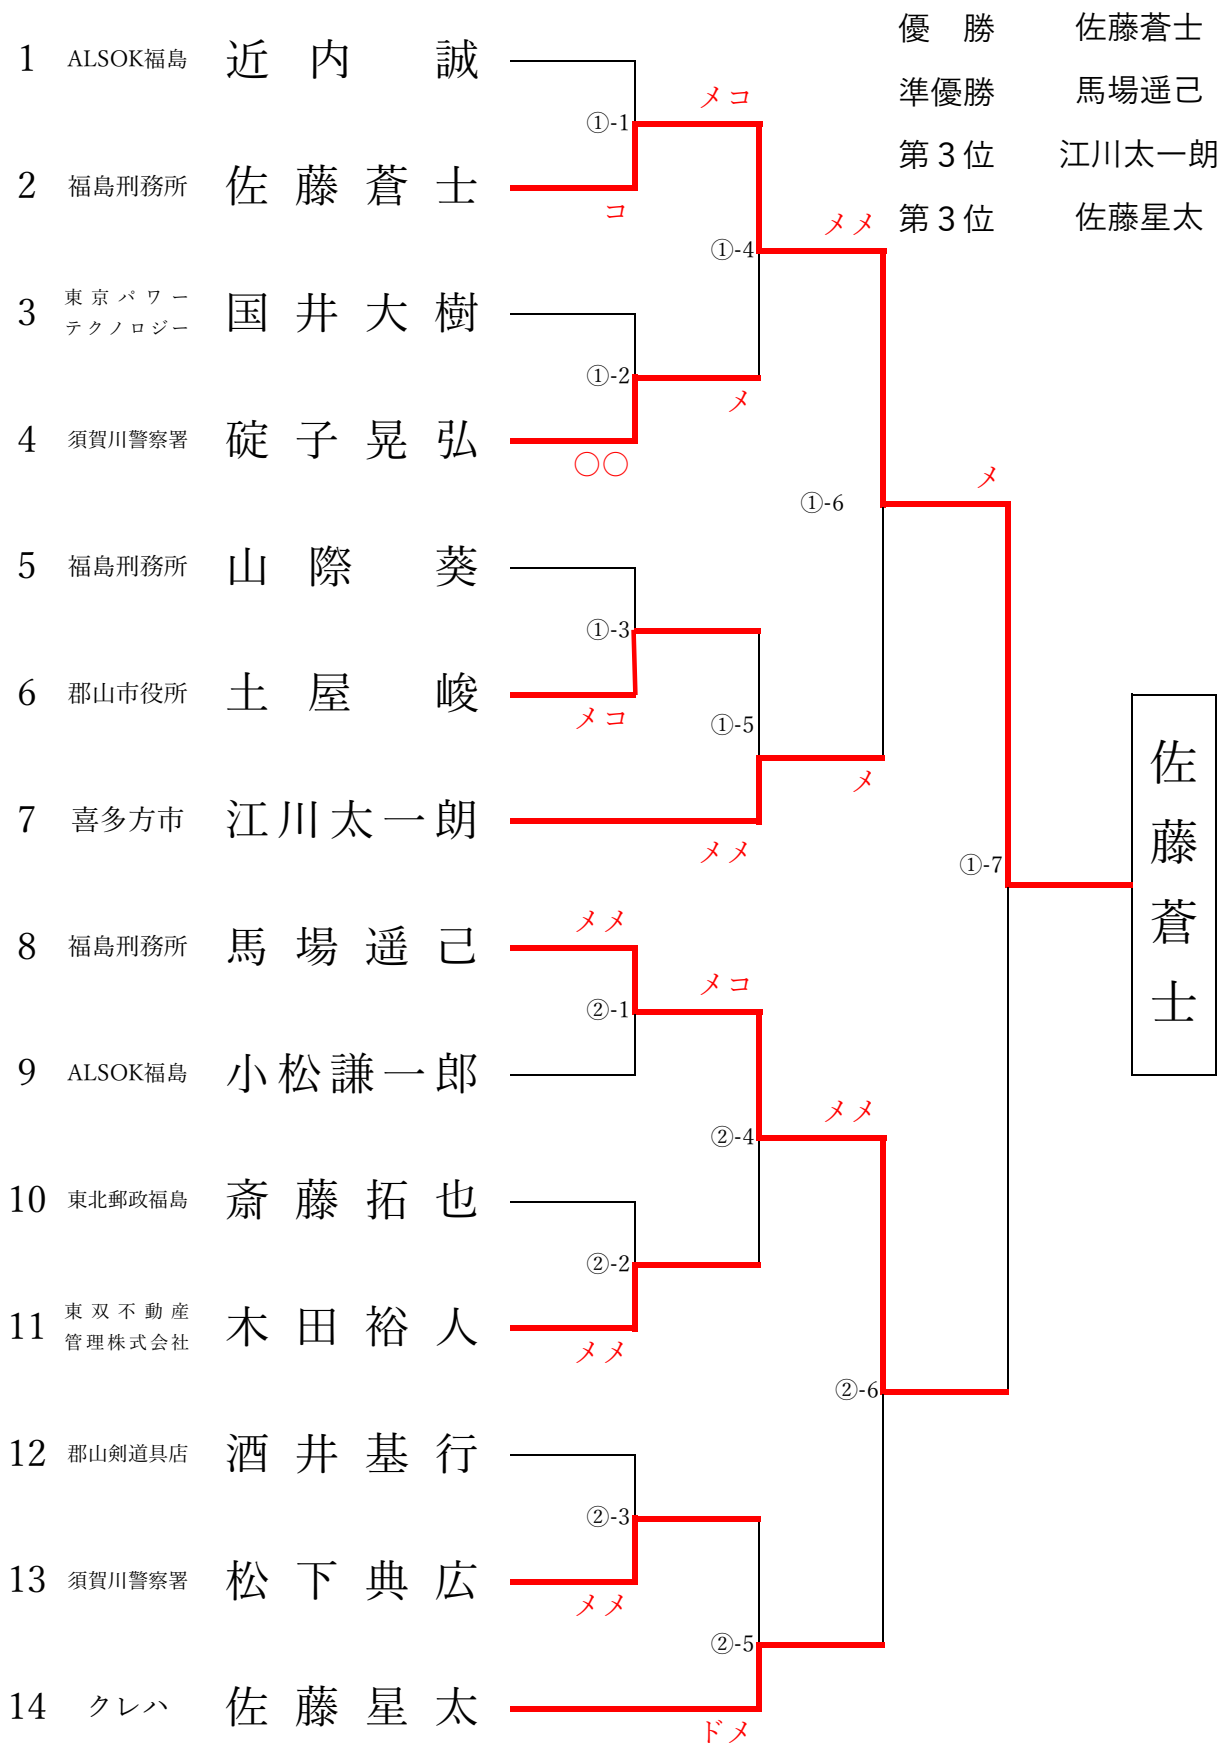 優　勝　佐藤蒼士
準優勝　馬場遥己
第３位　江川太一朗
第３位　佐藤星太
1 ALSOK福島 近内　誠
メコ
①-1
2 福島刑務所 佐藤蒼士
コ
メメ
①-4
3 東京パワーテクノロジー 国井大樹
①-2
メ
4 須賀川警察署 碇子晃弘
〇〇
メ
①-6
5 福島刑務所 山際　葵
①-3
6 郡山市役所 土屋　峻
メコ
①-5
メ
7 喜多方市 江川太一朗
メメ
①-7
佐藤蒼士
メメ
8 福島刑務所 馬場遥己
メコ
②-1
9 ALSOK福島 小松謙一郎
メメ
②-4
10 東北郵政福島 斎藤拓也
②-2
11 東双不動産管理株式会社 木田裕人
メメ
②-6
12 郡山剣道具店 酒井基行
②-3
13 須賀川警察署 松下典広
メメ
②-5
14 クレハ 佐藤星太
ドメ